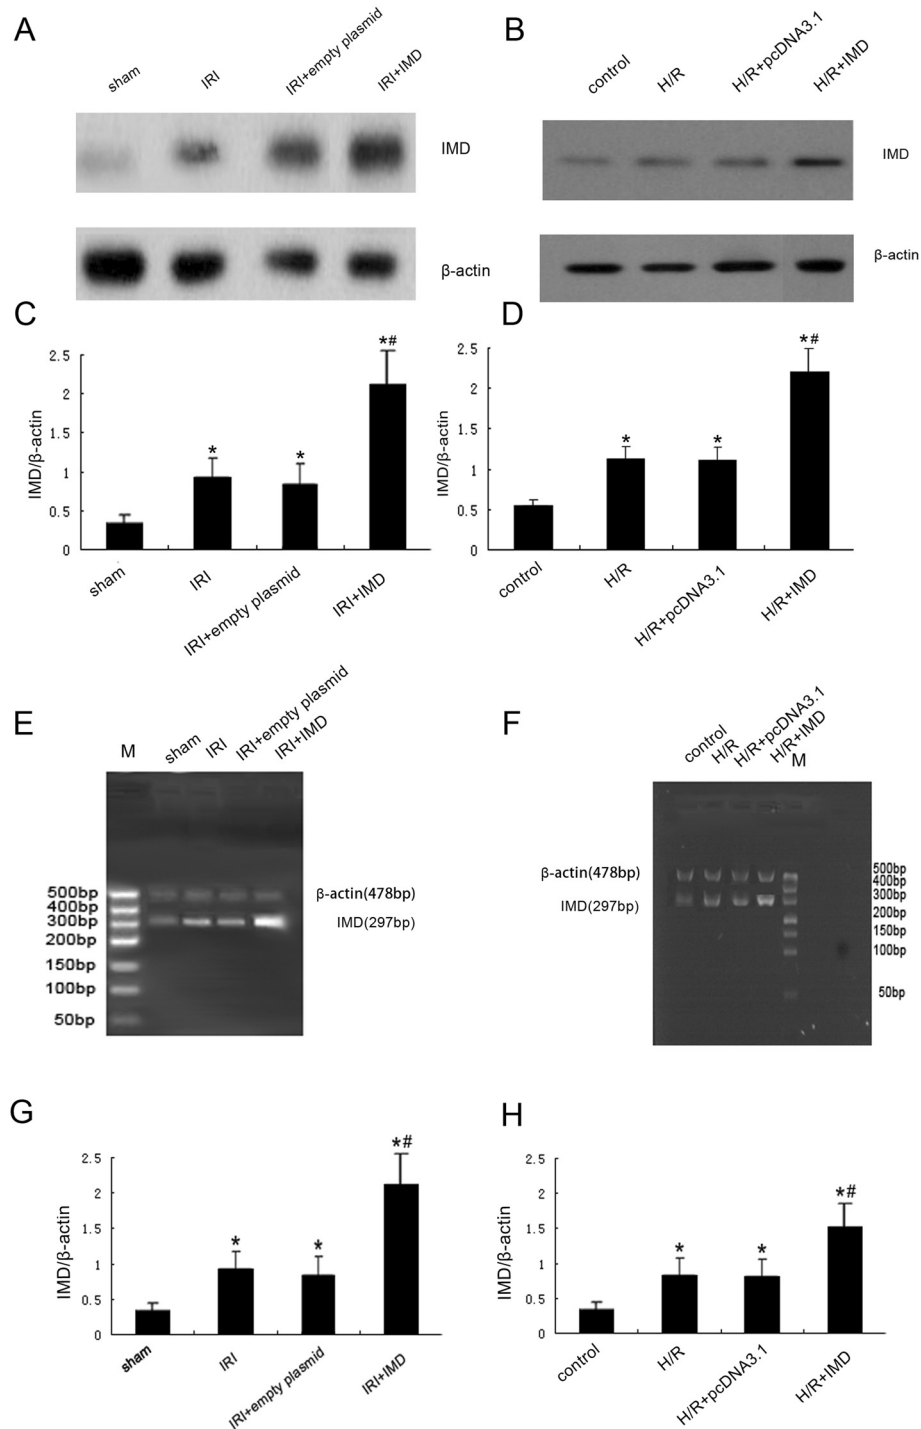 A
sham
IRI
IRI+empty plasmid
IRI+IMD
IMD
β-actin
B
control
H/R
H/R+pcDNA3.1
H/R+IMD
IMD
β-actin
C
IMD/β-actin
2.5
2
1.5
1
0.5
0
*
*
*#
sham
IRI
IRI+empty plasmid
IRI+IMD
D
IMD/β-actin
2.5
2
1.5
1
0.5
0
*
*
*#
control
H/R
H/R+pcDNA3.1
H/R+IMD
E
M
sham
IRI
IRI+empty plasmid
IRI+IMD
500bp
400bp
300bp
200bp
150bp
100bp
50bp
β-actin(478bp)
IMD(297bp)
F
control
H/R
H/R+pcDNA3.1
H/R+IMD
M
β-actin(478bp)
IMD(297bp)
500bp
400bp
300bp
200bp
150bp
100bp
50bp
G
IMD/β-actin
2.5
2
1.5
1
0.5
0
*
*
*#
sham
IRI
IRI+empty plasmid
IRI+IMD
H
IMD/β-actin
2.5
2
1.5
1
0.5
0
*
*
*#
control
H/R
H/R+pcDNA3.1
H/R+IMD